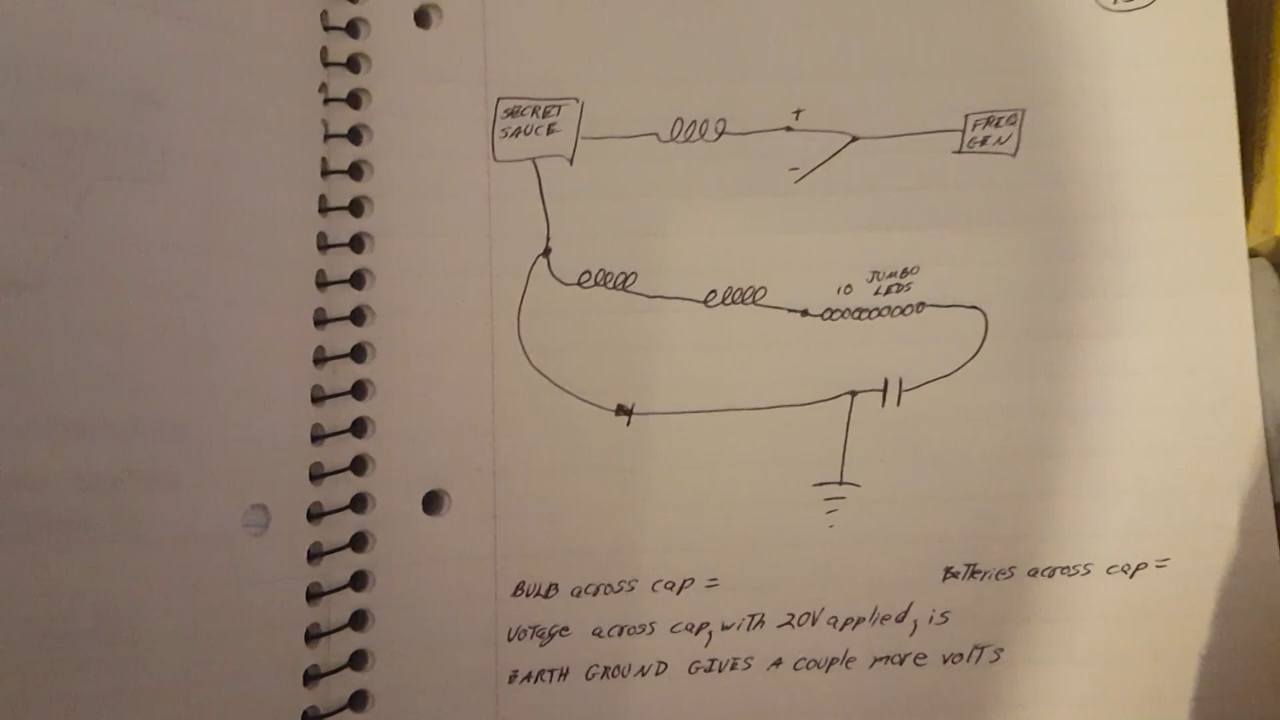 SECRET
SAUCE
+
-
FREQ
GEN
10 JUMBO
LEDS
BULB across cap =
Batteries across cap =
Votage across cap, with 20V applied, is
EARTH GROUND GIVES A couple more volts